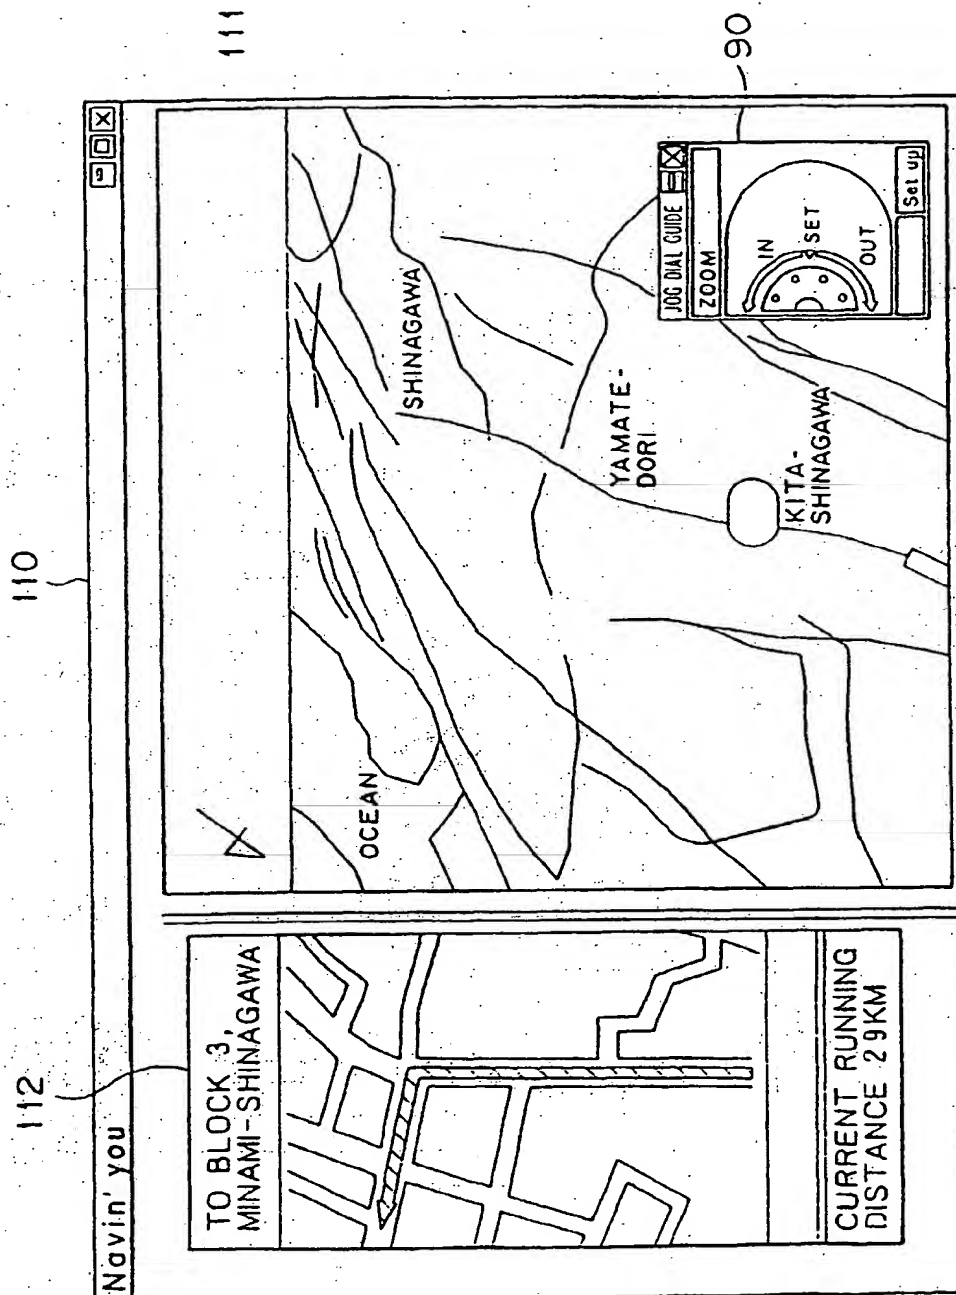 110
111
Navin' you
112
TO BLOCK 3,
MINAMI-SHINAGAWA
CURRENT RUNNING
DISTANCE 29KM
OCEAN
SHINAGAWA
YAMATE-
DORI
KITA-
SHINAGAWA
JOG DIAL GUIDE
ZOOM
IN
SET
OUT
Set up
90